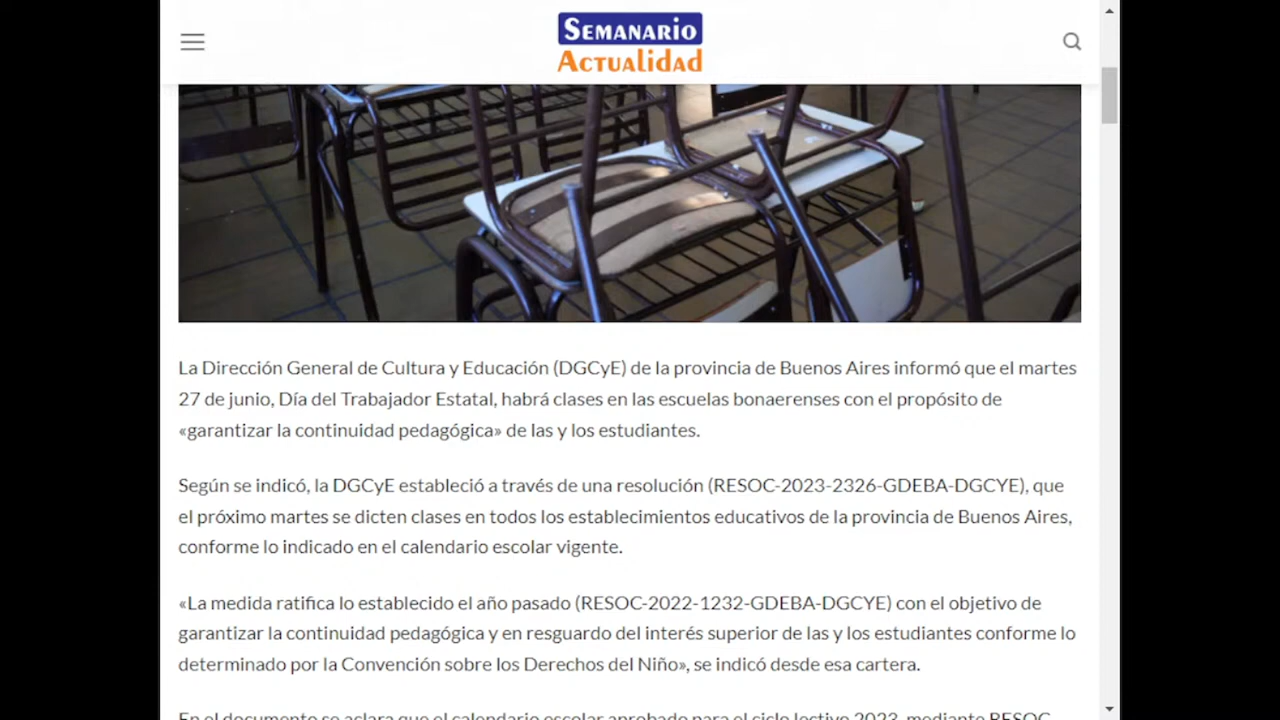 SEMANARIO
ACTUALIDAD
La Dirección General de Cultura y Educación (DGCyE) de la provincia de Buenos Aires informó que el martes
27 de junio, Día del Trabajador Estatal, habrá clases en las escuelas bonaerenses con el propósito de
«garantizar la continuidad pedagógica» de las y los estudiantes.
Según se indicó, la DGCyE estableció a través de una resolución (RESOC-2023-2326-GDEBA-DGCYE), que
el próximo martes se dicten clases en todos los establecimientos educativos de la provincia de Buenos Aires,
conforme lo indicado en el calendario escolar vigente.
«La medida ratifica lo establecido el año pasado (RESOC-2022-1232-GDEBA-DGCYE) con el objetivo de
garantizar la continuidad pedagógica y en resguardo del interés superior de las y los estudiantes conforme lo
determinado por la Convención sobre los Derechos del Niño», se indicó desde esa cartera.
En el documento se aclara que el calendario escolar aprobado para el ciclo lectivo 2023, mediante RESOC